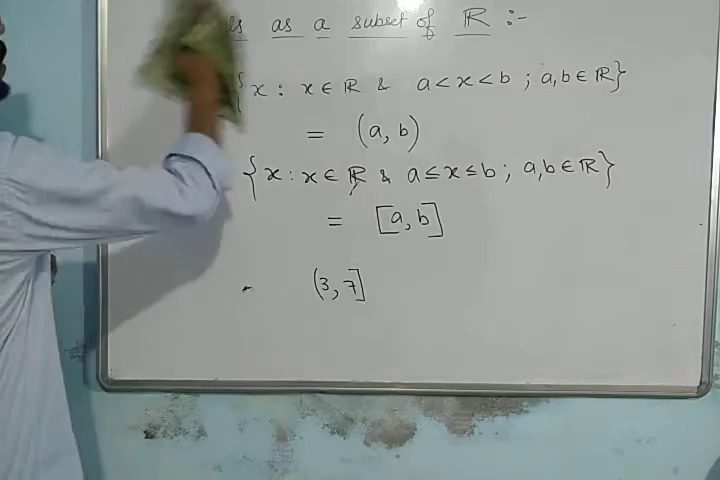 as a subset of ℝ :-
{x : x ∈ ℝ & a < x < b ; a, b ∈ ℝ}
= (a, b)
{x : x ∈ ℝ & a ≤ x ≤ b ; a, b ∈ ℝ}
= [a, b]
- (3, 7]